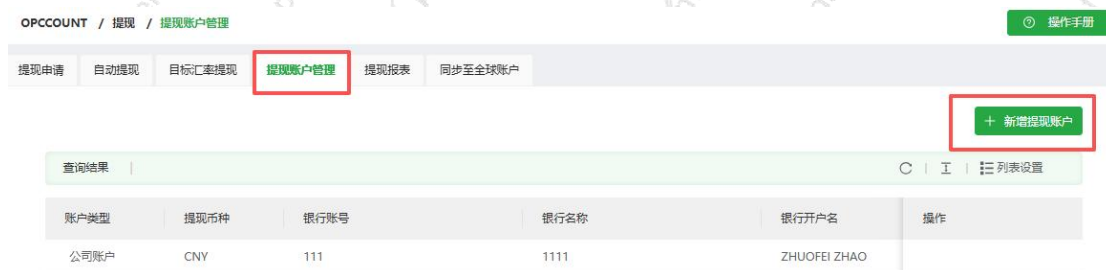 OPCCOUNT / 提现 / 提现账户管理
操作手册
提现申请 自动提现 目标汇率提现 提现账户管理 提现报表 同步至全球账户
+ 新增提现账户
查询结果 列表设置
账户类型 提现币种 银行账号 银行名称 银行开户名 操作
公司账户 CNY 111 1111 ZHUOFEI ZHAO